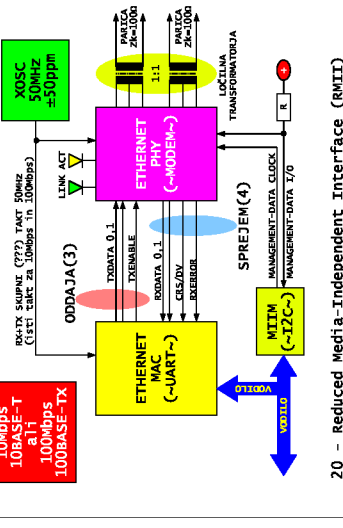 10Mbps
10BASE-T
ali
100Mbps
100BASE-TX
RX+TX SKUPNI (???) TAKT 50MHz
(isti takt za 10Mbps in 100Mbps)
XOSC
50MHz
±50ppm
ODDAJA(3)
LINK
ACT
TXDATA 0,1
TXENABLE
ETHERNET
MAC
(~UART~)
ETHERNET
PHY
(~MODEM~)
PARICA
zk=100Ω
1:1
PARICA
zk=100Ω
RXDATA 0,1
CRS/DV
RXERROR
SPREJEM(4)
LOČILNA
TRANSFORMATORJA
VODILO
VODILO
MIIM
(~I2C~)
MANAGEMENT-DATA CLOCK
MANAGEMENT-DATA I/O
R
+
20 - Reduced Media-Independent Interface (RMII)